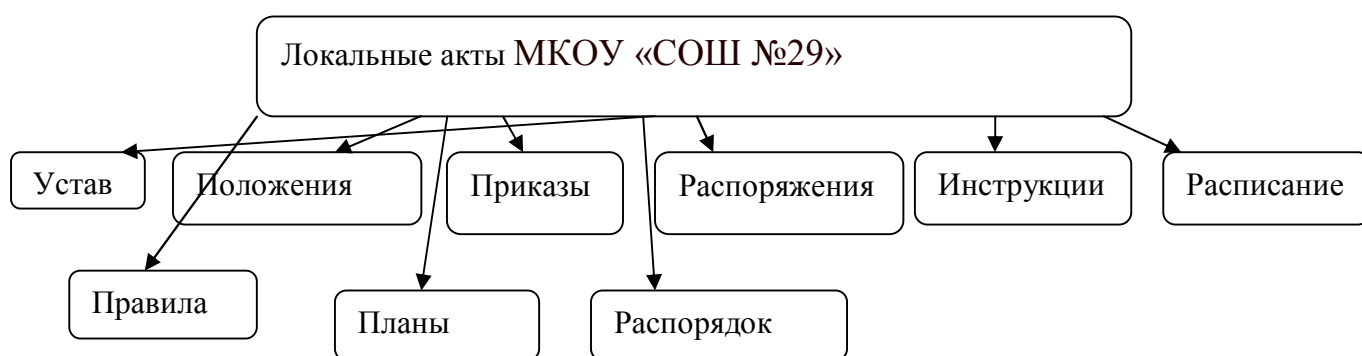 Локальные акты МКОУ «СОШ №29»
Устав
Положения
Приказы
Распоряжения
Инструкции
Расписание
Правила
Планы
Распорядок